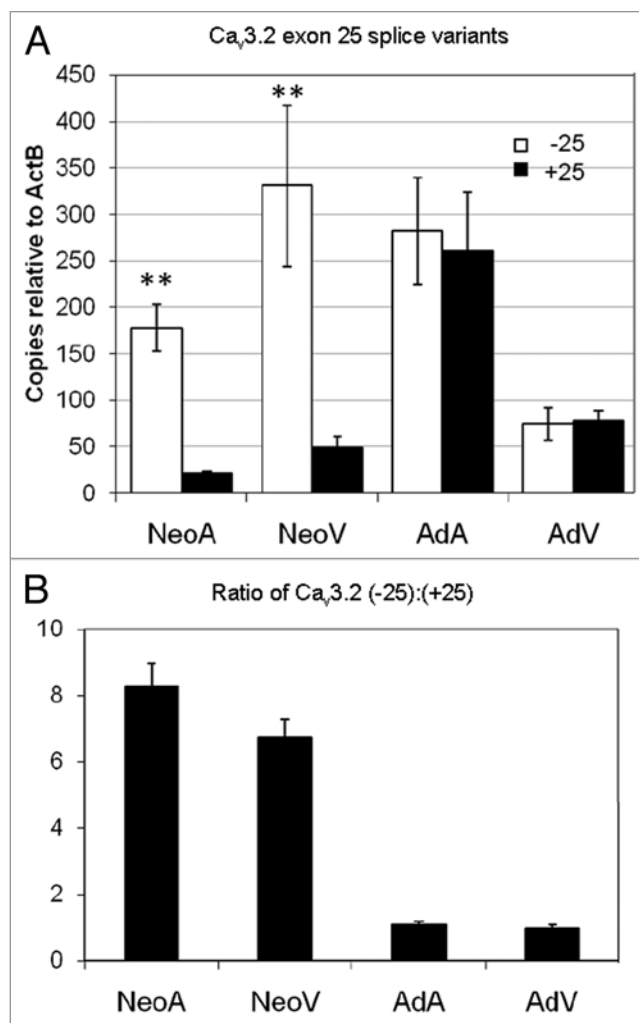 A
Caᵥ3.2 exon 25 splice variants
Copies relative to ActB
450
400
350
300
250
200
150
100
50
0
**
**
-25
+25
NeoA NeoV AdA AdV
B
Ratio of Caᵥ3.2 (-25):(+25)
10
8
6
4
2
0
NeoA NeoV AdA AdV